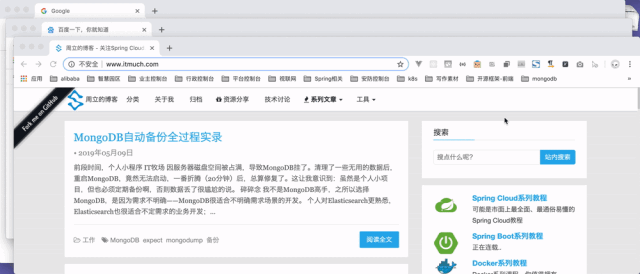 Google
百度一下，你就知道
周立的博客 - 关注Spring Cloud
不安全 | www.itmuch.com
应用 alibaba 智慧园区 业主控制台 行政控制台 平台控制台 视联网 Spring相关 安防控制台 k8s 写作素材 开源框架-前端 mongodb
Fork me on GitHub
周立的博客 分类 关于我 归档 资源分享 技术讨论 系列文章 工具
MongoDB自动备份全过程实录
• 2019年05月09日
前段时间，个人小程序 IT牧场 因服务器磁盘空间被占满，导致MongoDB挂了。清理了一些无用的数据后，
重启MongoDB，竟然无法启动，一番折腾（20分钟）后，总算修复了。这让我意识到：虽然是个人小项
目，但也必须定期备份啊，否则数据丢了很尴尬的说。 碎碎念 我不是MongoDB高手，之所以选择
MongoDB，是因为需求不明确——MongoDB很适合不明确需求场景的开发。 个人对Elasticsearch更熟悉，
Elasticsearch也很适合不定需求的业务开发；...
工作 MongoDB expect mongodump 备份
阅读全文
搜索
搜点什么呢?
站内搜索
Spring Cloud系列教程
可能是市面上最全面、最通俗易懂的
Spring Cloud教程
Spring Boot系列教程
正在连载..
Docker系列教程